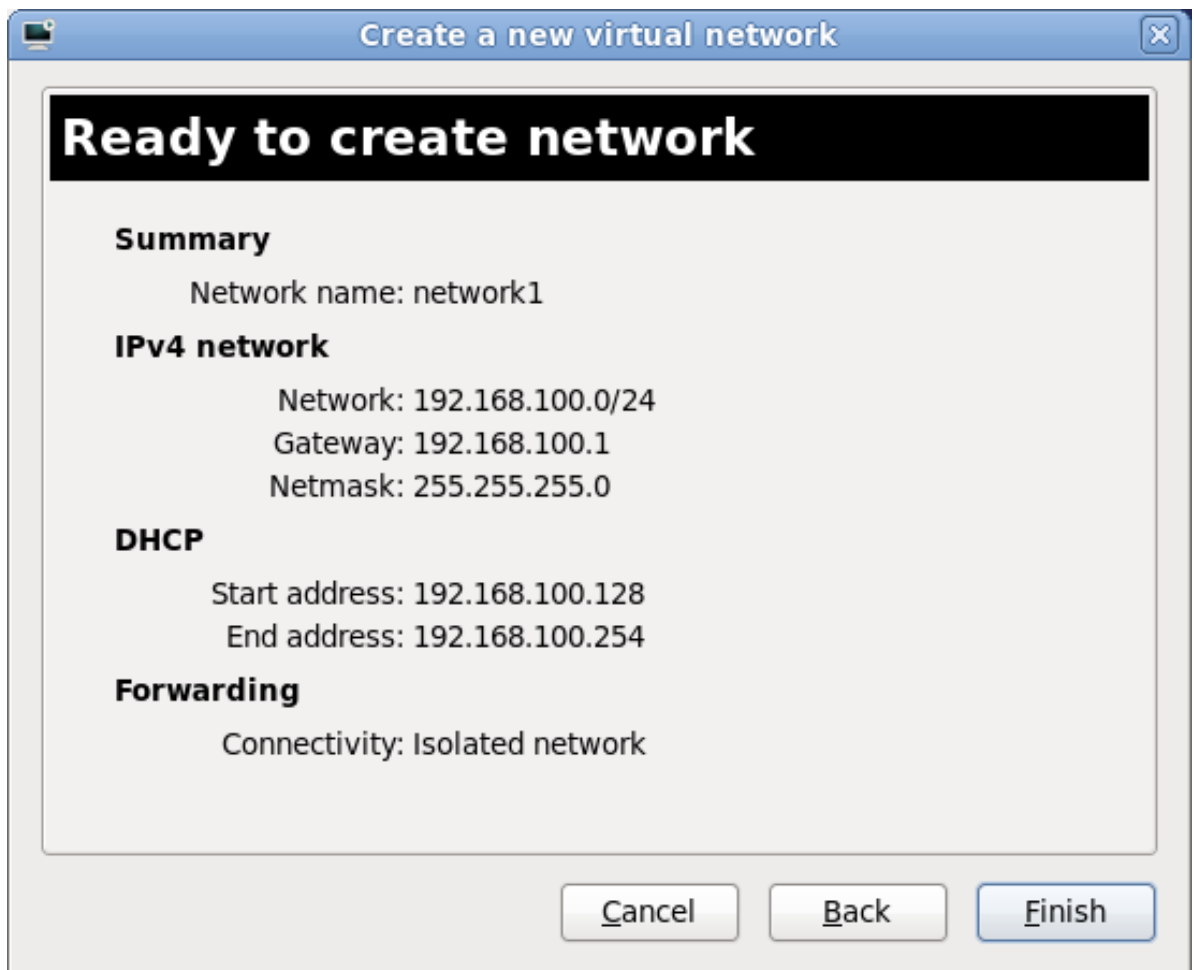 Create a new virtual network
Ready to create network
Summary
Network name: network1
IPv4 network
Network: 192.168.100.0/24
Gateway: 192.168.100.1
Netmask: 255.255.255.0
DHCP
Start address: 192.168.100.128
End address: 192.168.100.254
Forwarding
Connectivity: Isolated network
Cancel Back Finish